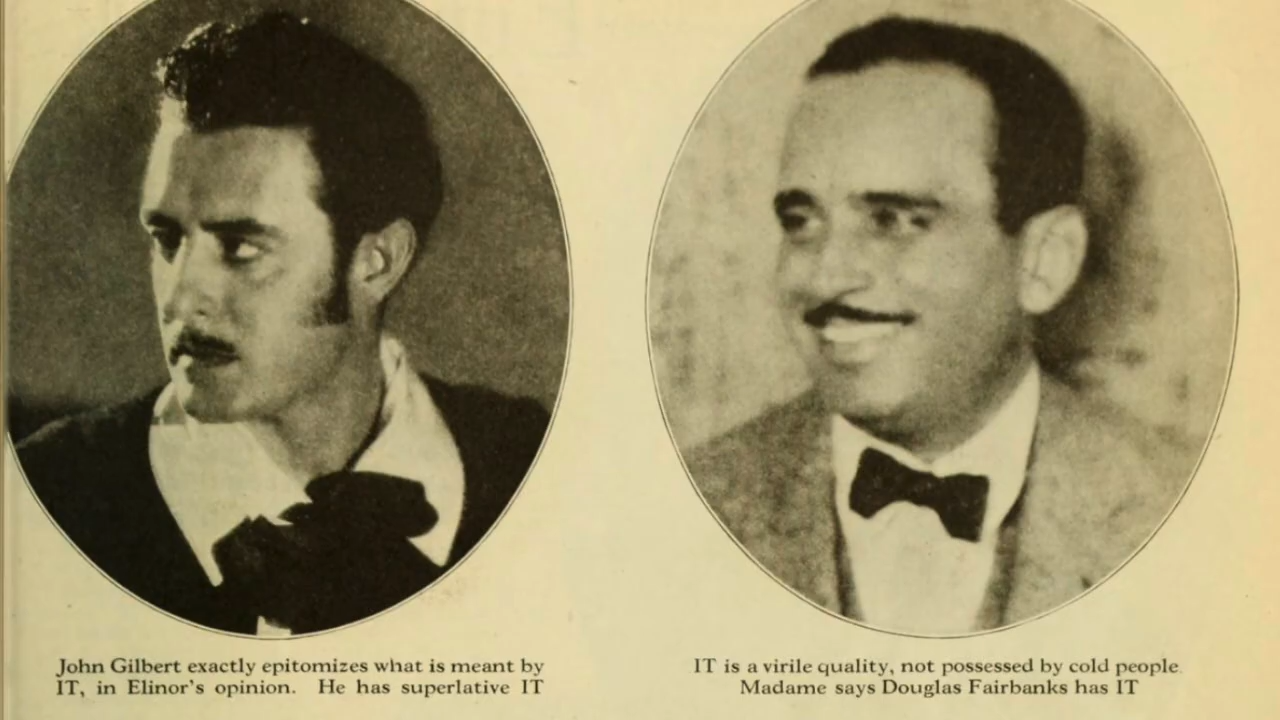 John Gilbert exactly epitomizes what is meant by
IT, in Elinor's opinion. He has superlative IT
IT is a virile quality, not possessed by cold people.
Madame says Douglas Fairbanks has IT